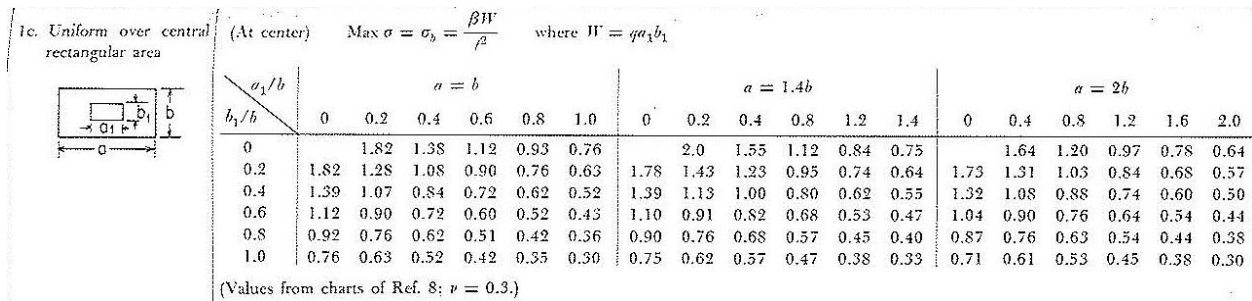 1c. Uniform over central rectangular area
(At center) Max σ = σ_b = βW/t² where W = qa₁b₁
a₁/b a = b a = 1.4b a = 2b
b₁/b 0 0.2 0.4 0.6 0.8 1.0 0 0.2 0.4 0.8 1.2 1.4 0 0.4 0.8 1.2 1.6 2.0
0 1.82 1.38 1.12 0.93 0.76 2.0 1.55 1.12 0.84 0.75 1.64 1.20 0.97 0.78 0.64
0.2 1.82 1.28 1.08 0.90 0.76 0.63 1.78 1.43 1.23 0.95 0.74 0.64 1.73 1.31 1.03 0.84 0.68 0.57
0.4 1.39 1.07 0.84 0.72 0.62 0.52 1.39 1.13 1.00 0.80 0.62 0.55 1.32 1.08 0.88 0.74 0.60 0.50
0.6 1.12 0.90 0.72 0.60 0.52 0.43 1.10 0.91 0.82 0.68 0.53 0.47 1.04 0.90 0.76 0.64 0.54 0.44
0.8 0.92 0.76 0.62 0.51 0.42 0.36 0.90 0.76 0.68 0.57 0.45 0.40 0.87 0.76 0.63 0.54 0.44 0.38
1.0 0.76 0.63 0.52 0.42 0.35 0.30 0.75 0.62 0.57 0.47 0.38 0.33 0.71 0.61 0.53 0.45 0.38 0.30
(Values from charts of Ref. 8; ν = 0.3.)
b₁ b
a₁
a